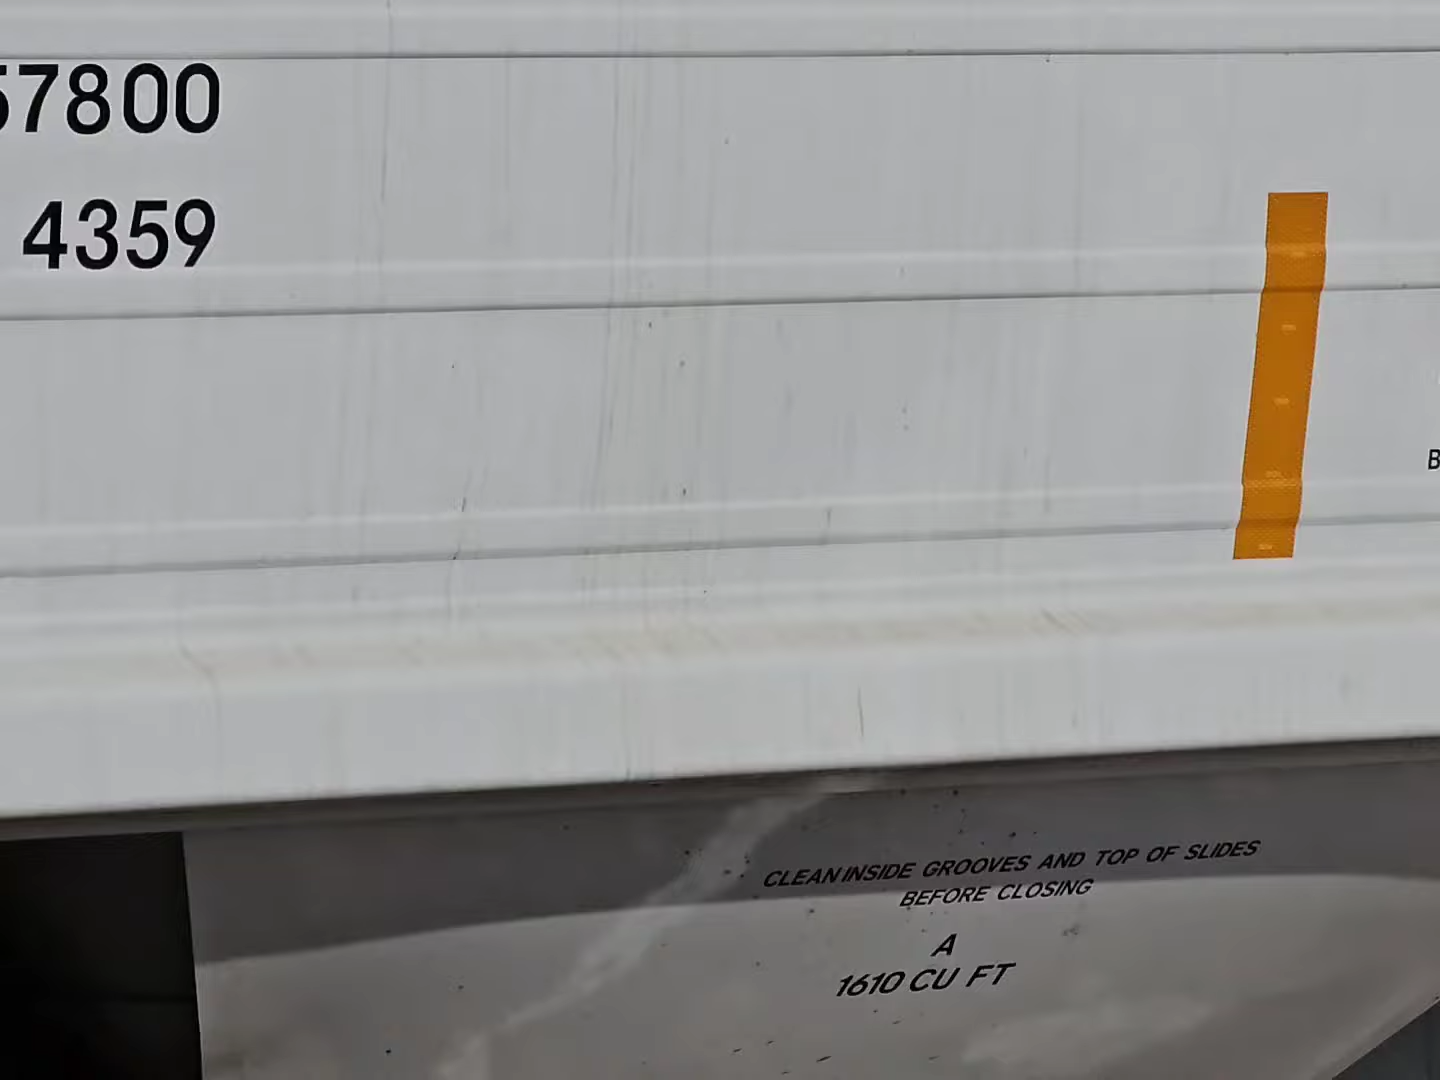 57800
4359
B
CLEAN INSIDE GROOVES AND TOP OF SLIDES
BEFORE CLOSING
A
1610 CU FT